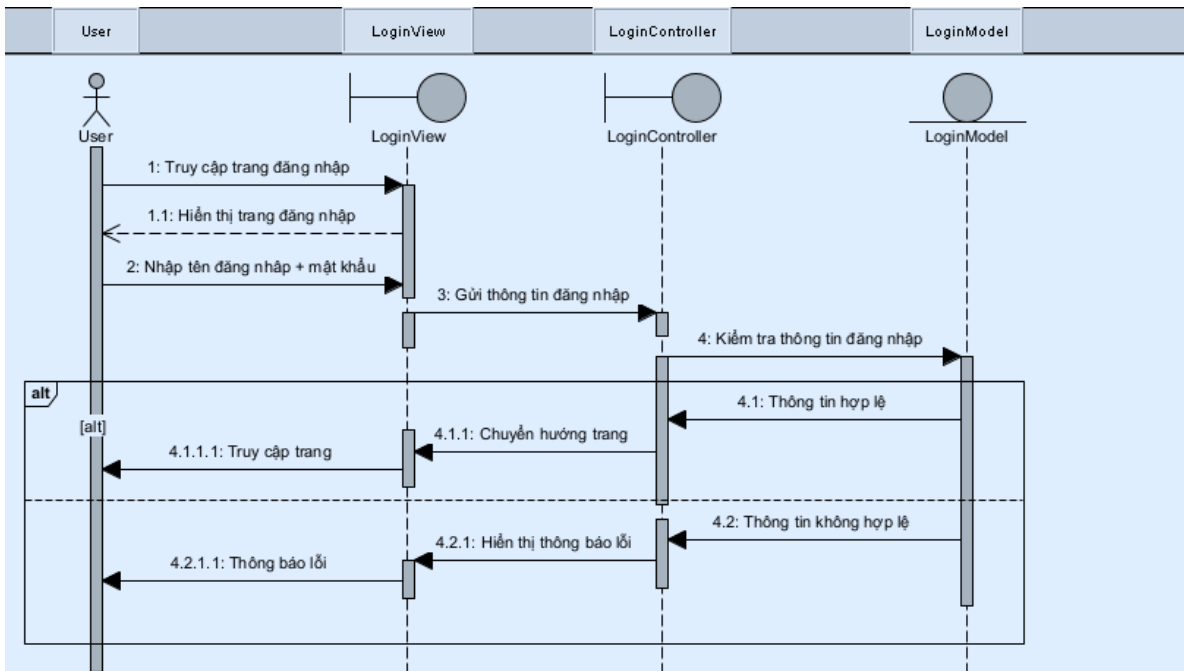 User
LoginView
LoginController
LoginModel
User
LoginView
LoginController
LoginModel
1: Truy cập trang đăng nhập
1.1: Hiển thị trang đăng nhập
2: Nhập tên đăng nhâp + mật khẩu
3: Gửi thông tin đăng nhập
4: Kiểm tra thông tin đăng nhập
alt
4.1: Thông tin hợp lệ
[alt]
4.1.1: Chuyển hướng trang
4.1.1.1: Truy cập trang
4.2: Thông tin không hợp lệ
4.2.1: Hiển thị thông báo lỗi
4.2.1.1: Thông báo lỗi